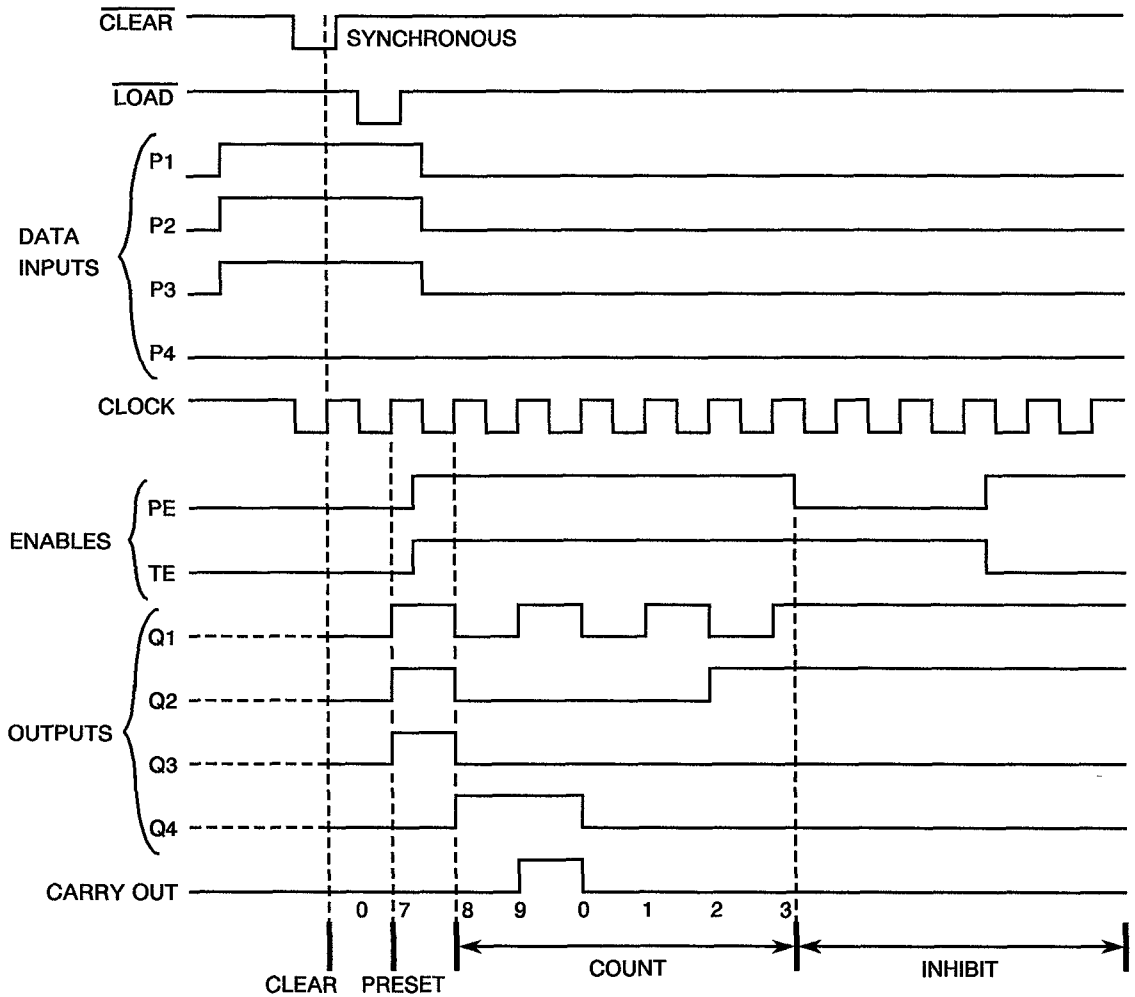 CLEAR
SYNCHRONOUS
LOAD
P1
P2
DATA
INPUTS
P3
P4
CLOCK
PE
ENABLES
TE
Q1
Q2
OUTPUTS
Q3
Q4
CARRY OUT
0 7 8 9 0 1 2 3
COUNT INHIBIT
CLEAR PRESET